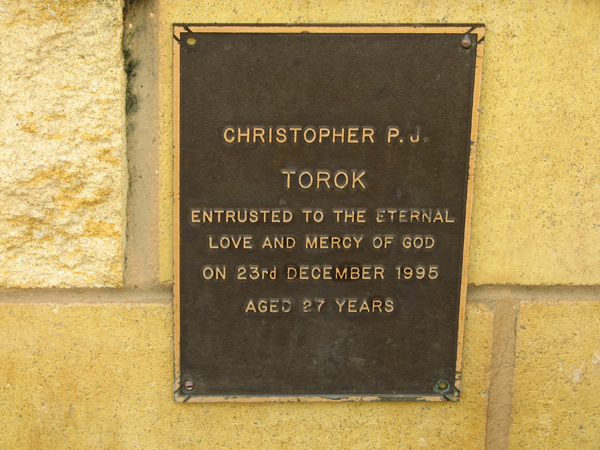 CHRISTOPHER P.J.
TOROK
ENTRUSTED TO THE ETERNAL
LOVE AND MERCY OF GOD
ON 23rd DECEMBER 1995
AGED 27 YEARS